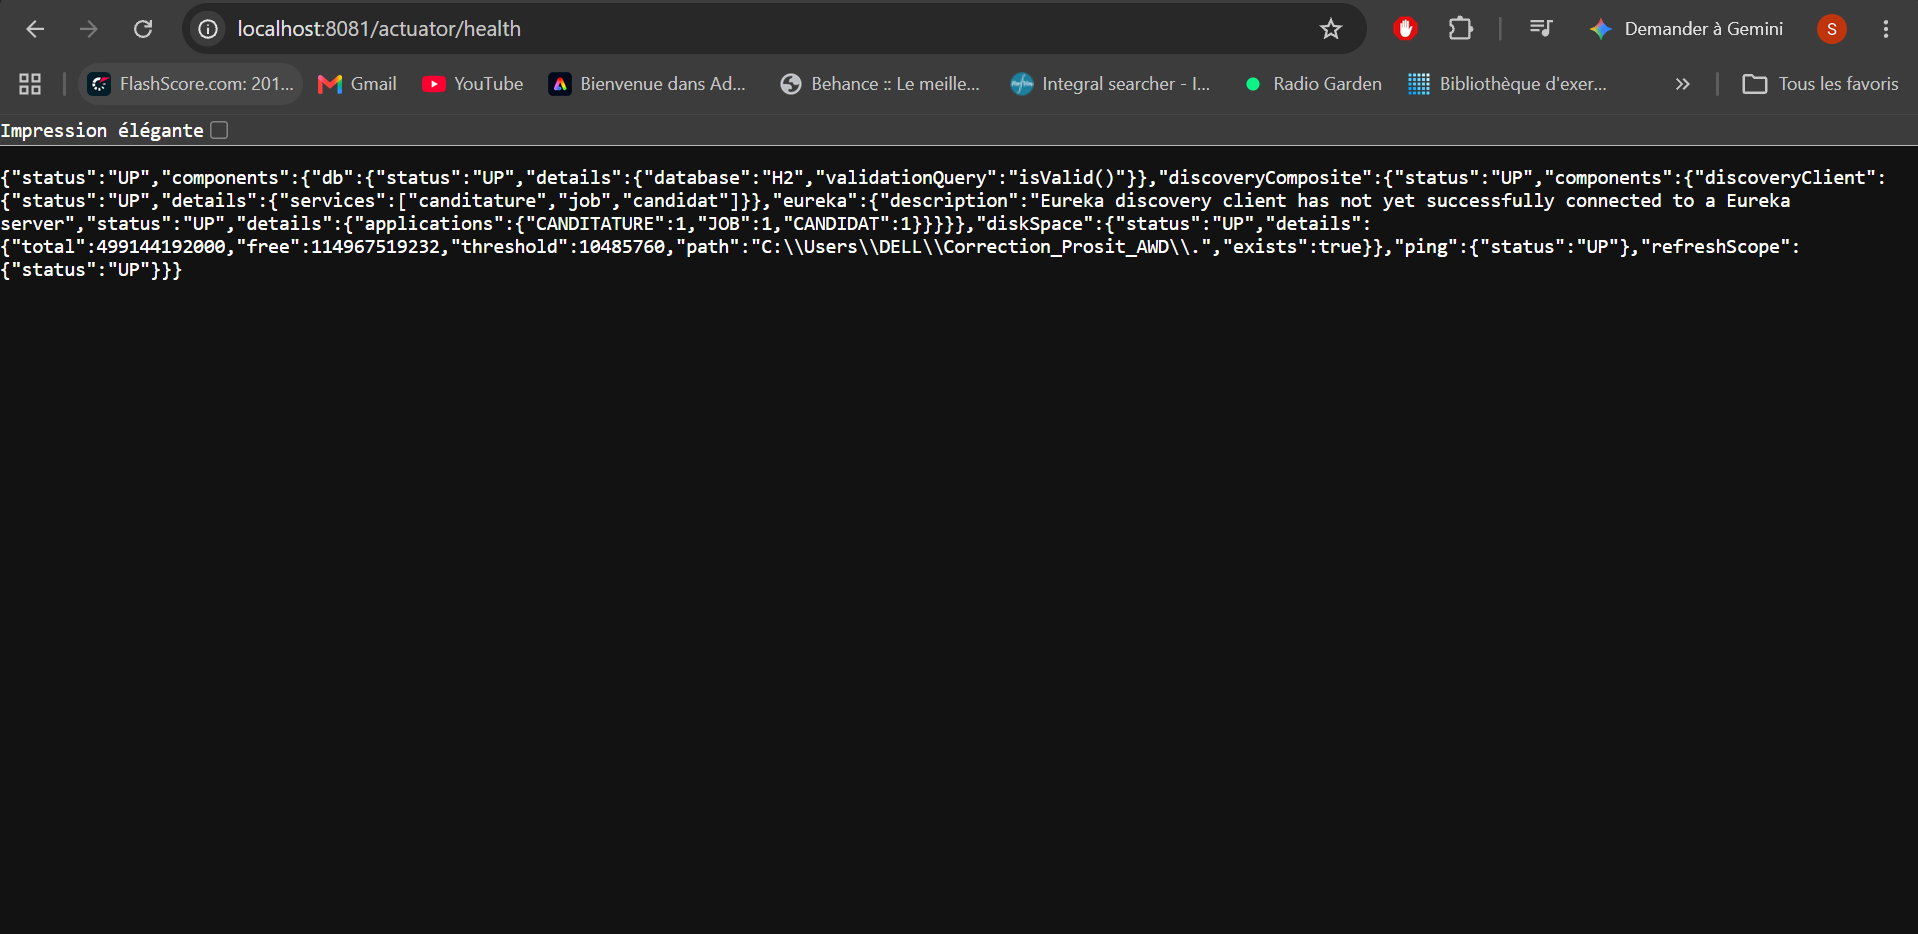 localhost:8081/actuator/health
Demander à Gemini
S
FlashScore.com: 201...
Gmail
YouTube
Bienvenue dans Ad...
Behance :: Le meille...
Integral searcher - I...
Radio Garden
Bibliothèque d'exer...
Tous les favoris
Impression élégante
{"status":"UP","components":{"db":{"status":"UP","details":{"database":"H2","validationQuery":"isValid()"}},"discoveryComposite":{"status":"UP","components":{"discoveryClient":
{"status":"UP","details":{"services":["canditature","job","candidat"]}},"eureka":{"description":"Eureka discovery client has not yet successfully connected to a Eureka
server","status":"UP","details":{"applications":{"CANDITATURE":1,"JOB":1,"CANDIDAT":1}}}}},"diskSpace":{"status":"UP","details":
{"total":499144192000,"free":114967519232,"threshold":10485760,"path":"C:\\Users\\DELL\\Correction_Prosit_AWD\\.","exists":true}},"ping":{"status":"UP"},"refreshScope":
{"status":"UP"}}}